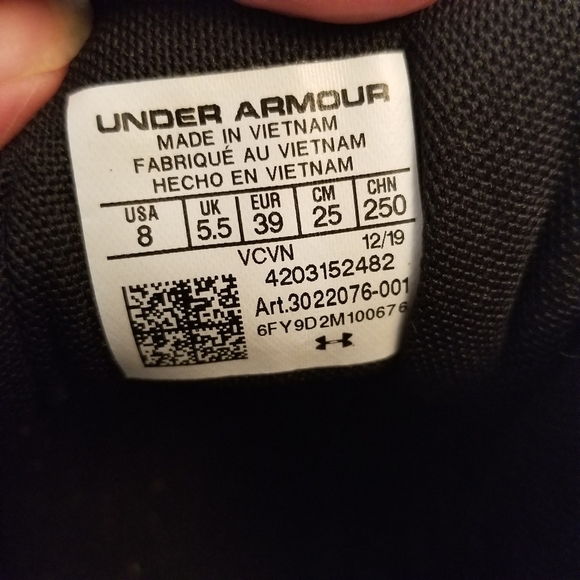 UNDER ARMOUR
MADE IN VIETNAM
FABRIQUÉ AU VIETNAM
HECHO EN VIETNAM
USA UK EUR CM CHN
8 5.5 39 25 250
VCVN 12/19
4203152482
Art.3022076-001
6FY9D2M100676